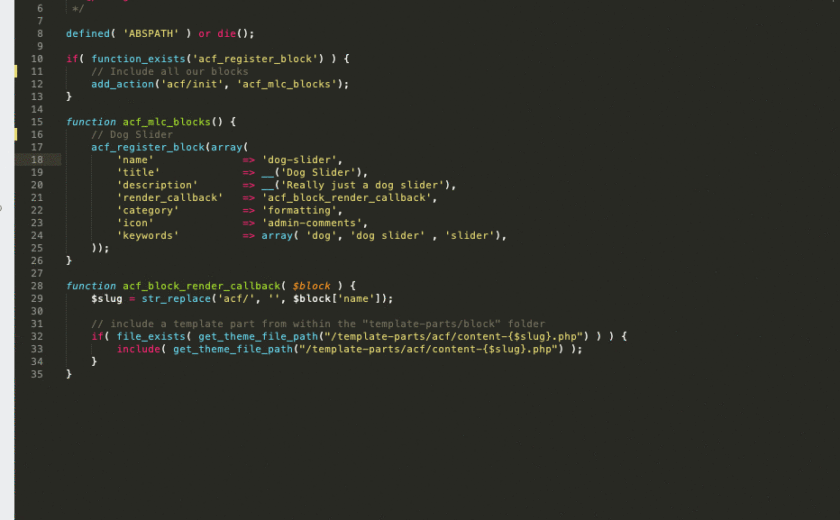 6 */
7
8 defined( 'ABSPATH' ) or die();
9
10 if( function_exists('acf_register_block') ) {
11 // Include all our blocks
12 add_action('acf/init', 'acf_mlc_blocks');
13 }
14
15 function acf_mlc_blocks() {
16 // Dog Slider
17 acf_register_block(array(
18 'name' => 'dog-slider',
19 'title' => __('Dog Slider'),
20 'description' => __('Really just a dog slider'),
21 'render_callback' => 'acf_block_render_callback',
22 'category' => 'formatting',
23 'icon' => 'admin-comments',
24 'keywords' => array( 'dog', 'dog slider' , 'slider'),
25 ));
26 }
27
28 function acf_block_render_callback( $block ) {
29 $slug = str_replace('acf/', '', $block['name']);
30
31 // include a template part from within the "template-parts/block" folder
32 if( file_exists( get_theme_file_path("/template-parts/acf/content-{$slug}.php") ) ) {
33 include( get_theme_file_path("/template-parts/acf/content-{$slug}.php") );
34 }
35 }